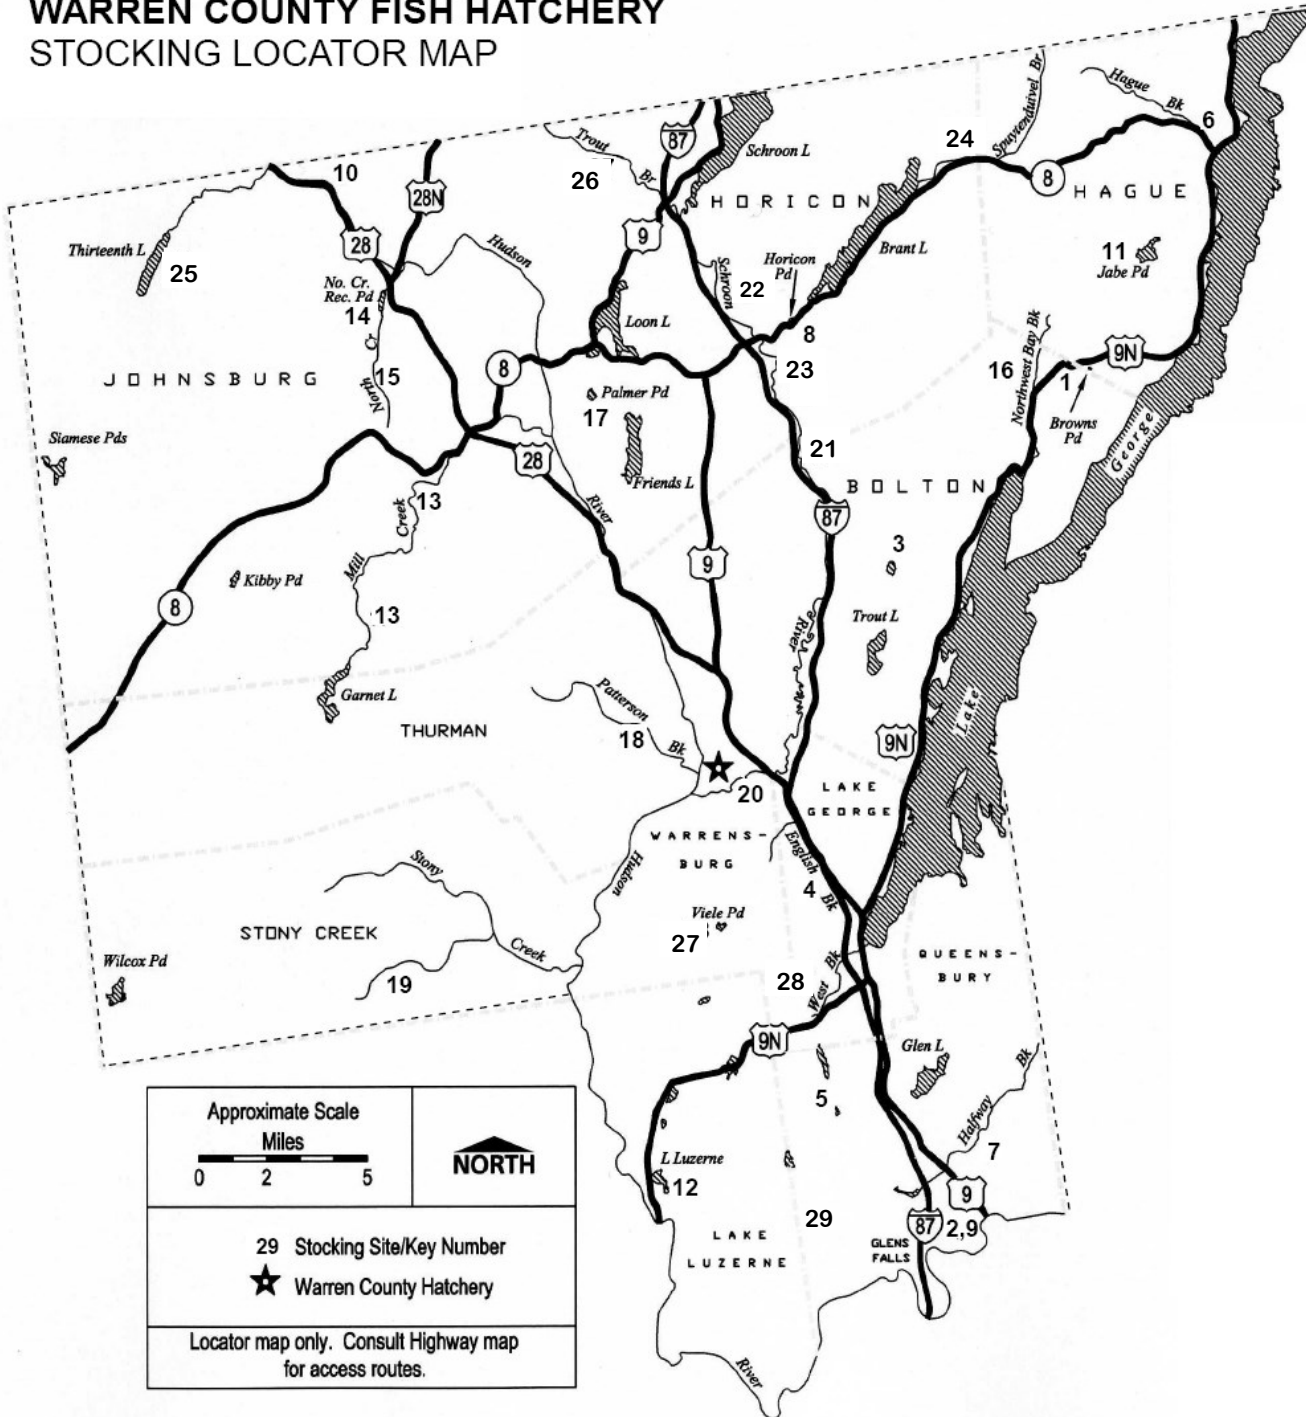 WARREN COUNTY FISH HATCHERY
STOCKING LOCATOR MAP
Hague
Bk
Spuytenduivel Br
6
24
87
Trout
Br
26
Schroon L
10
28N
8
HAGUE
HORICON
9
28
Hudson
Thirteenth L
25
Brant L
11
Jabe Pd
Horicon
Pd
Schroon
22
No. Cr.
Rec. Pd
14
Loon L
8
Northwest Bay Bk
9N
16
1
Browns
Pd
George
JOHNSBURG
Cr
15
North
8
23
Palmer Pd
17
Siamese Pds
21
28
Friends L
BOLTON
87
13
Creek
River
3
9
Mill
Kibby Pd
8
13
Trout L
River
Garnet L
Patterson
18
Bk
THURMAN
9N
Lake
20
LAKE
GEORGE
WARRENS-
BURG
English
Bk
4
Stony
Hudson
Viele Pd
27
STONY CREEK
Creek
Wilcox Pd
19
28
West
Bk
QUEENS-
BURY
9N
Glen L
5
Halfway
Bk
7
L Luzerne
12
9
87
2,9
29
GLENS
FALLS
LAKE
LUZERNE
River
Approximate Scale
Miles
0 2 5
NORTH
29 Stocking Site/Key Number
Warren County Hatchery
Locator map only. Consult Highway map
for access routes.